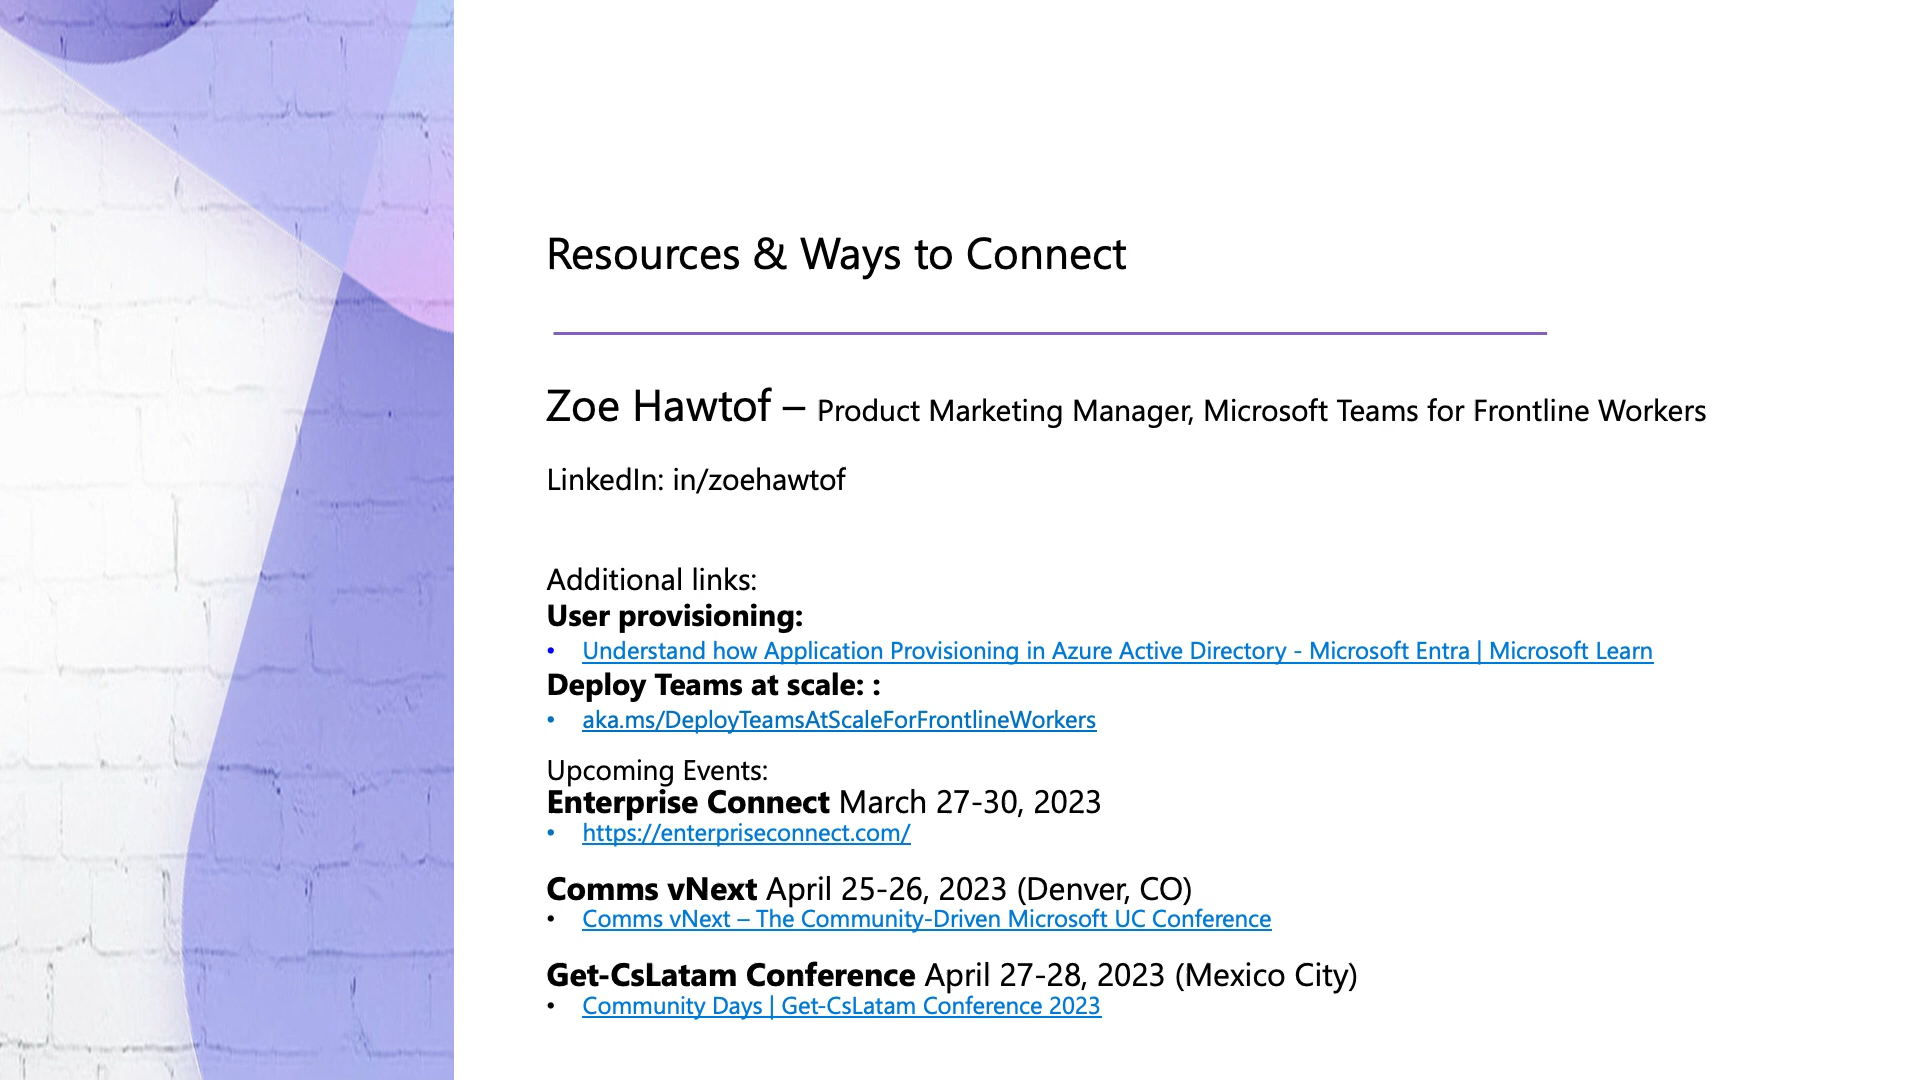 Resources & Ways to Connect
Zoe Hawtof – Product Marketing Manager, Microsoft Teams for Frontline Workers
LinkedIn: in/zoehawtof
Additional links:
User provisioning:
• Understand how Application Provisioning in Azure Active Directory - Microsoft Entra | Microsoft Learn
Deploy Teams at scale: :
• aka.ms/DeployTeamsAtScaleForFrontlineWorkers
Upcoming Events:
Enterprise Connect March 27-30, 2023
• https://enterpriseconnect.com/
Comms vNext April 25-26, 2023 (Denver, CO)
• Comms vNext – The Community-Driven Microsoft UC Conference
Get-CsLatam Conference April 27-28, 2023 (Mexico City)
• Community Days | Get-CsLatam Conference 2023